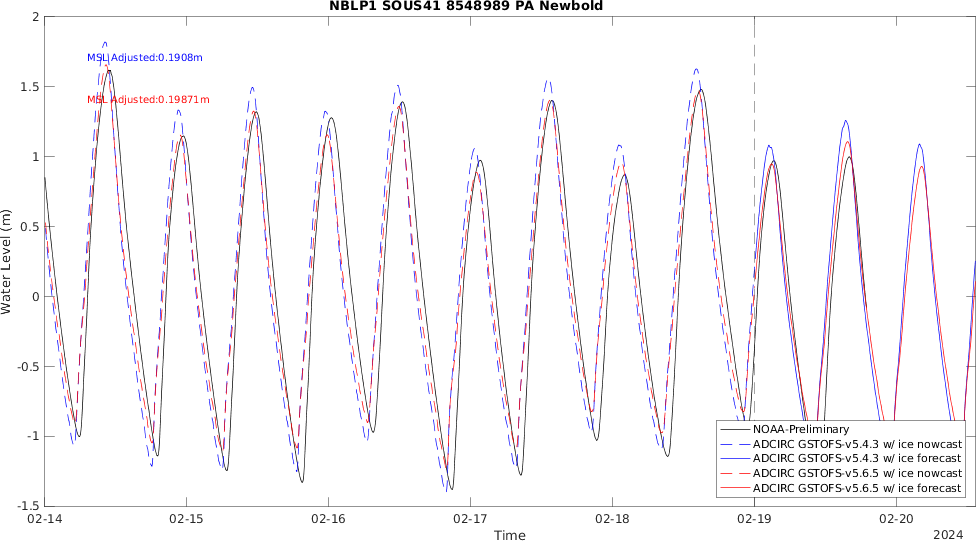 NBLP1 SOUS41 8548989 PA Newbold
2
MSL Adjusted:0.1908m
1.5
MSL Adjusted:0.19871m
1
0.5
Water Level (m)
0
-0.5
-1
-1.5
NOAA-Preliminary
ADCIRC GSTOFS-v5.4.3 w/ ice nowcast
ADCIRC GSTOFS-v5.4.3 w/ ice forecast
ADCIRC GSTOFS-v5.6.5 w/ ice nowcast
ADCIRC GSTOFS-v5.6.5 w/ ice forecast
02-14 02-15 02-16 02-17 02-18 02-19 02-20
Time
2024